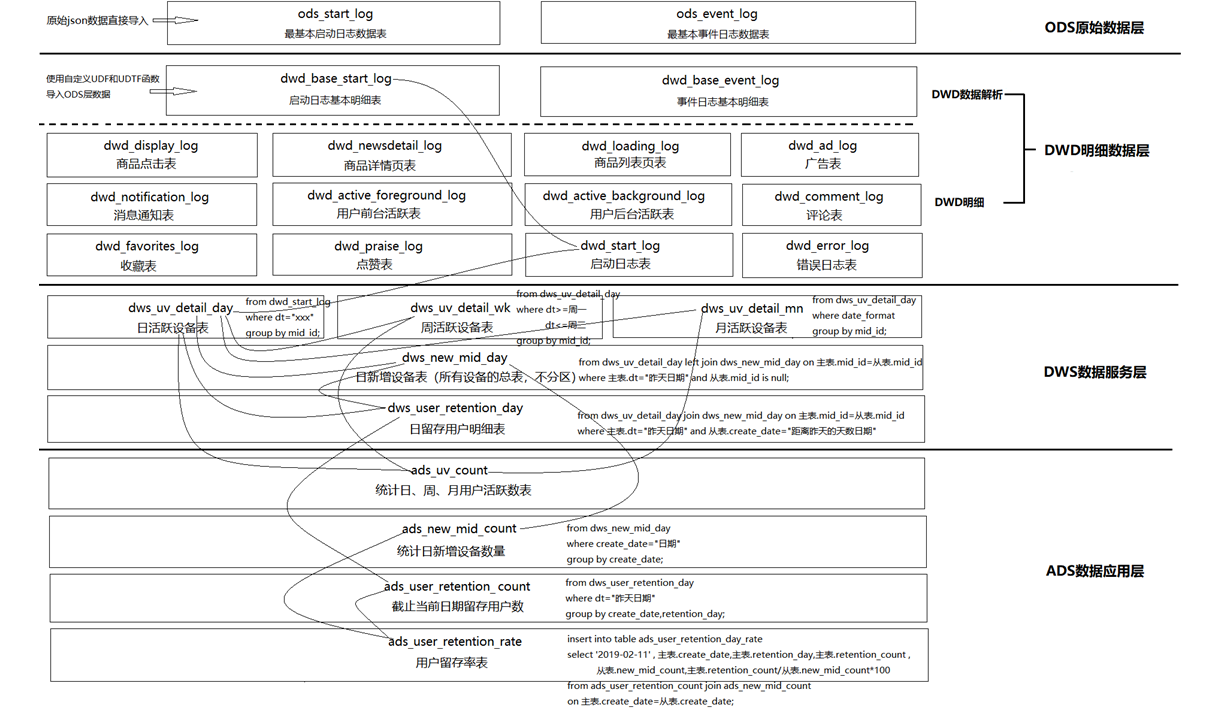 原始json数据直接导入
ods_start_log
最基本启动日志数据表
ods_event_log
最基本事件日志数据表
ODS原始数据层
使用自定义UDF和UDTF函数
导入ODS层数据
dwd_base_start_log
启动日志基本明细表
dwd_base_event_log
事件日志基本明细表
DWD数据解析
DWD明细数据层
DWD明细
dwd_display_log
商品点击表
dwd_newsdetail_log
商品详情页表
dwd_loading_log
商品列表页表
dwd_ad_log
广告表
dwd_notification_log
消息通知表
dwd_active_foreground_log
用户前台活跃表
dwd_active_background_log
用户后台活跃表
dwd_comment_log
评论表
dwd_favorites_log
收藏表
dwd_praise_log
点赞表
dwd_start_log
启动日志表
dwd_error_log
错误日志表
dws_uv_detail_day
日活跃设备表
from dwd_start_log
where dt="xxx"
group by mid_id;
dws_uv_detail_wk
周活跃设备表
from dws_uv_detail_day
where dt>=周一
dt<=周三
group by mid_id;
dws_uv_detail_mn
月活跃设备表
from dws_uv_detail_day
where date_format
group by mid_id;
dws_new_mid_day
日新增设备表（所有设备的总表，不分区）
from dws_uv_detail_day left join dws_new_mid_day on 主表.mid_id=从表.mid_id
where 主表.dt="昨天日期" and 从表.mid_id is null;
DWS数据服务层
dws_user_retention_day
日留存用户明细表
from dws_uv_detail_day join dws_new_mid_day on 主表.mid_id=从表.mid_id
where 主表.dt="昨天日期" and 从表.create_date="距离昨天的天数日期"
ads_uv_count
统计日、周、月用户活跃数表
ads_new_mid_count
统计日新增设备数量
from dws_new_mid_day
where create_date="日期"
group by create_date;
ADS数据应用层
ads_user_retention_count
截止当前日期留存用户数
from dws_user_retention_day
where dt="昨天日期"
group by create_date,retention_day;
ads_user_retention_rate
用户留存率表
insert into table ads_user_retention_day_rate
select '2019-02-11' , 主表.create_date,主表.retention_day,主表.retention_count ,
从表.new_mid_count,主表.retention_count/从表.new_mid_count*100
from ads_user_retention_count join ads_new_mid_count
on 主表.create_date=从表.create_date;